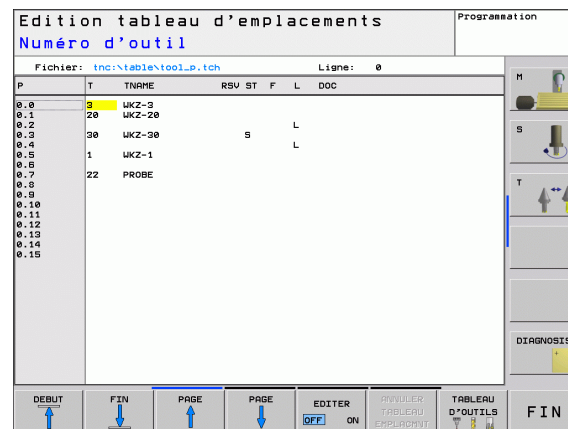 Edition tableau d'emplacements
Programmation
Numéro d'outil
Fichier: tnc:\table\tool_p.tch Ligne: 0
P T TNAME RSV ST F L DOC
0.0 3 WKZ-3
0.1 20 WKZ-20
0.2 L
0.3 30 WKZ-30 S
0.4 L
0.5 1 WKZ-1
0.6
0.7 22 PROBE
0.8
0.9
0.10
0.11
0.12
0.13
0.14
0.15
M
S
T
DIAGNOSIS
DEBUT
FIN
PAGE
PAGE
EDITER
OFF ON
ANNULER
TABLEAU
EMPLACMNT
TABLEAU
D'OUTILS
FIN